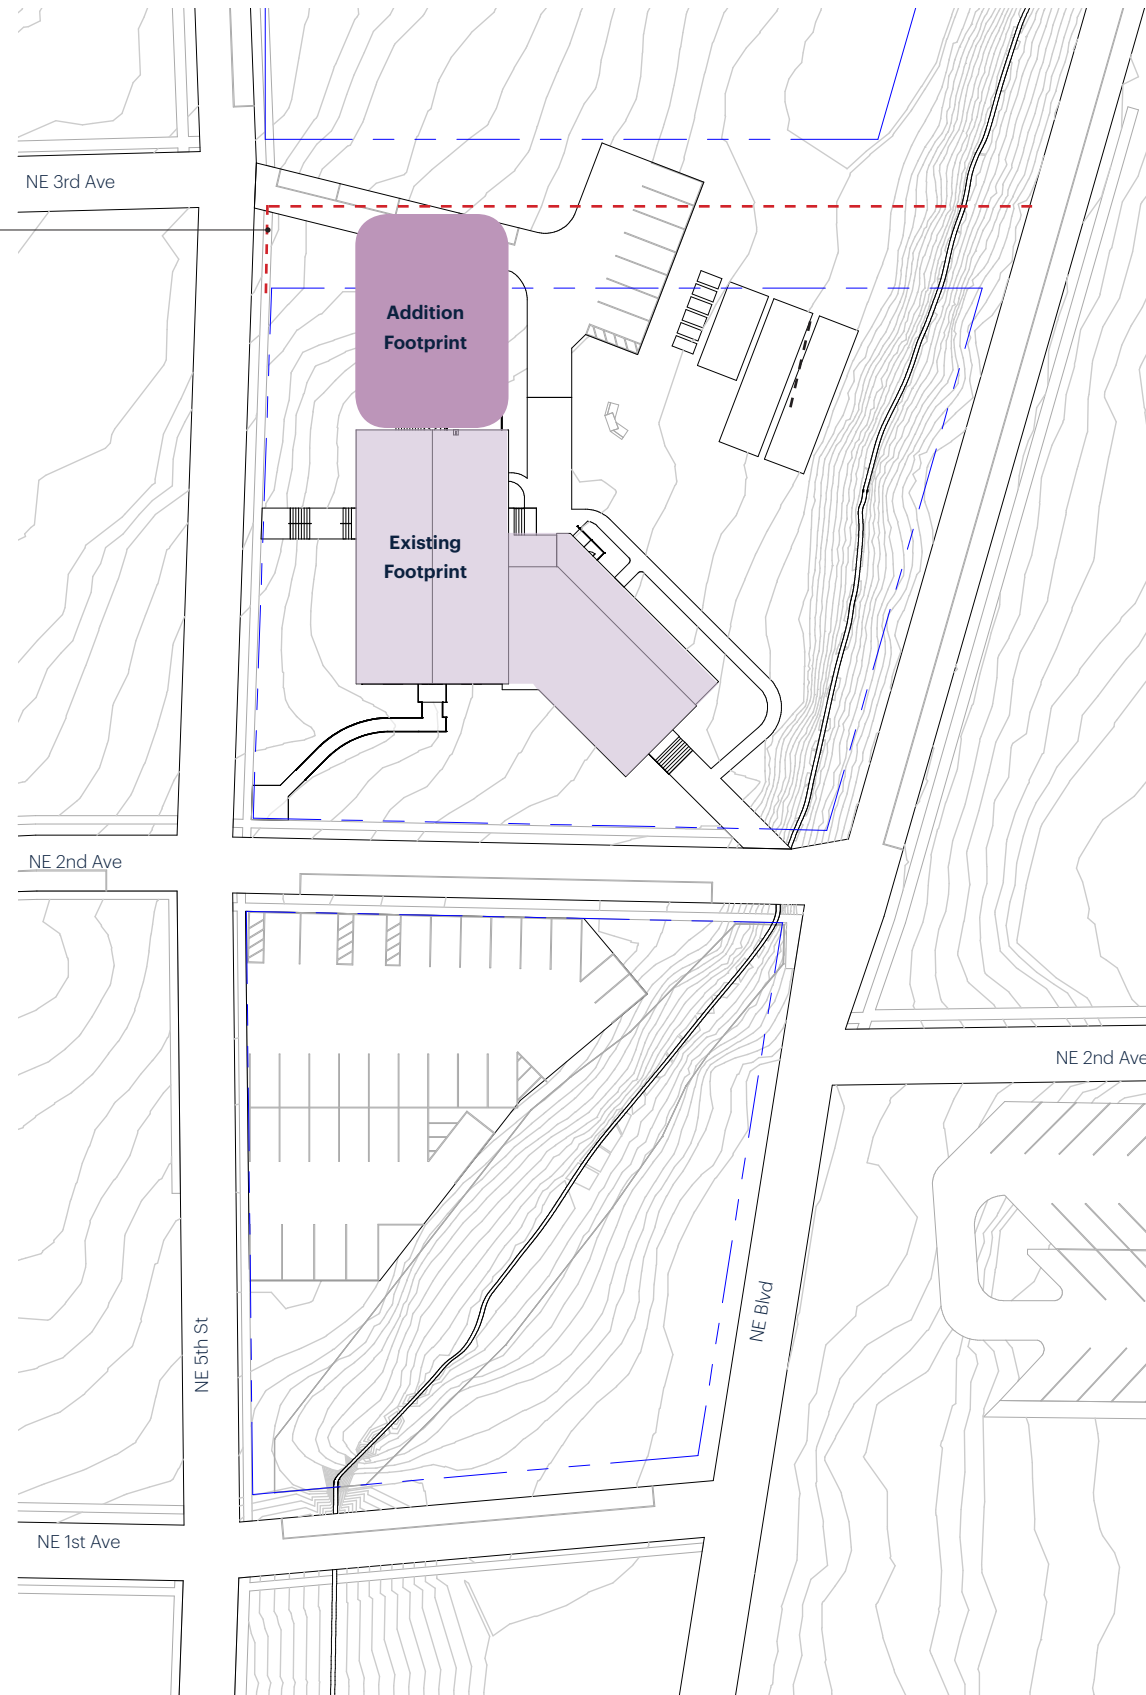 NE 3rd Ave
Addition
Footprint
Existing
Footprint
NE 2nd Ave
NE 2nd Ave
NE Blvd
NE 5th St
NE 1st Ave